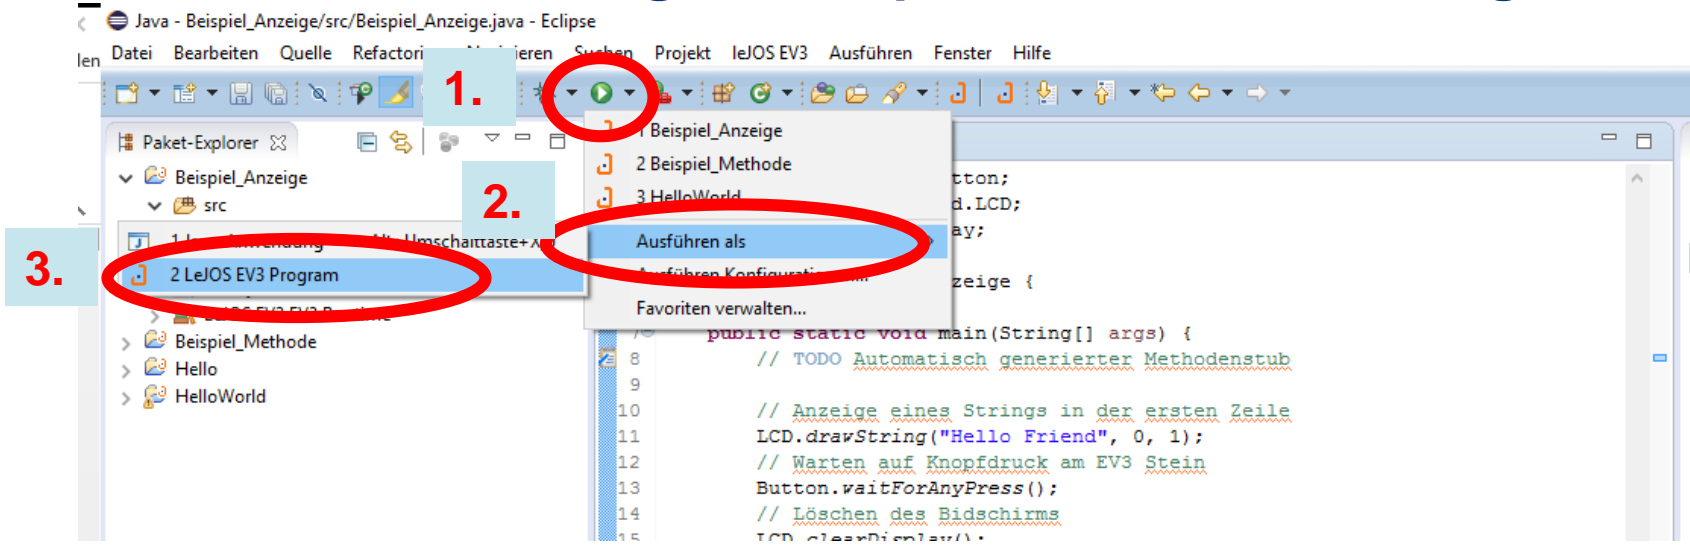 Java - Beispiel_Anzeige/src/Beispiel_Anzeige.java - Eclipse
Datei Bearbeiten Quelle Suchen Projekt leJOS EV3 Ausführen Fenster Hilfe
1.
Paket-Explorer
1 Beispiel_Anzeige
2 Beispiel_Methode
3 HelloWorld
Beispiel_Anzeige
src
2.
tton;
d.LCD;
ay;
Ausführen als
3.
2 LeJOS EV3 Program
zeige {
Favoriten verwalten...
public static void main(String[] args) {
Beispiel_Methode
Hello
HelloWorld
8 // TODO Automatisch generierter Methodenstub
9
10 // Anzeige eines Strings in der ersten Zeile
11 LCD.drawString("Hello Friend", 0, 1);
12 // Warten auf Knopfdruck am EV3 Stein
13 Button.waitForAnyPress();
14 // Löschen des Bidschirms
15 LCD.clearDisplay();